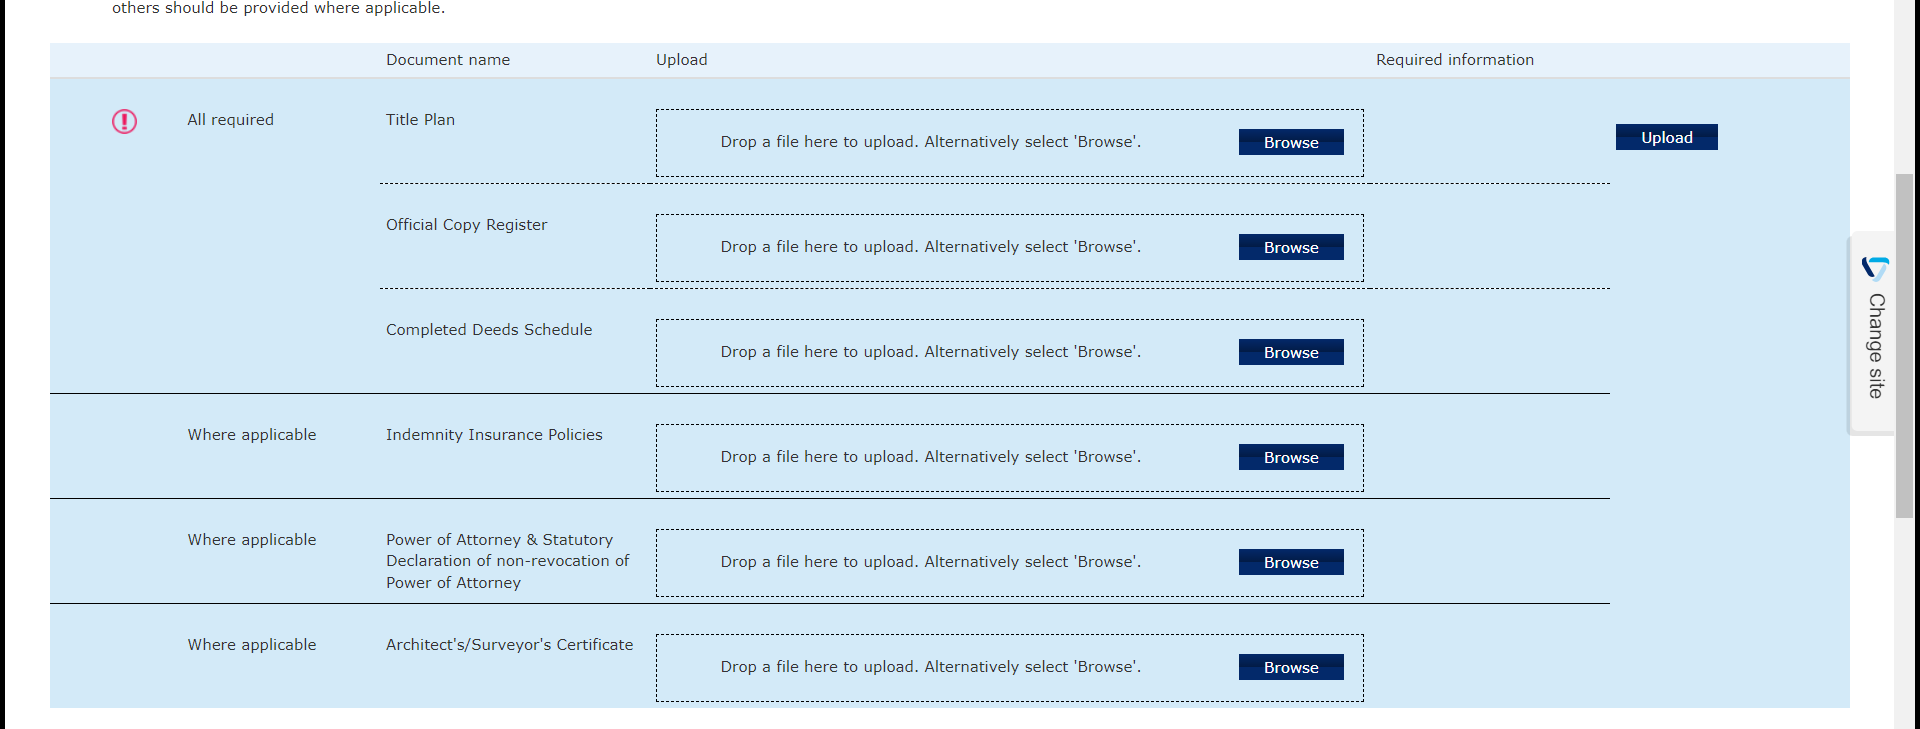 others should be provided where applicable.
Document name Upload Required information
All required Title Plan Drop a file here to upload. Alternatively select 'Browse'. Browse Upload
Official Copy Register Drop a file here to upload. Alternatively select 'Browse'. Browse
Completed Deeds Schedule Drop a file here to upload. Alternatively select 'Browse'. Browse
Where applicable Indemnity Insurance Policies Drop a file here to upload. Alternatively select 'Browse'. Browse
Where applicable Power of Attorney & Statutory
Declaration of non-revocation of
Power of Attorney
Drop a file here to upload. Alternatively select 'Browse'. Browse
Where applicable Architect's/Surveyor's Certificate Drop a file here to upload. Alternatively select 'Browse'. Browse
Change site